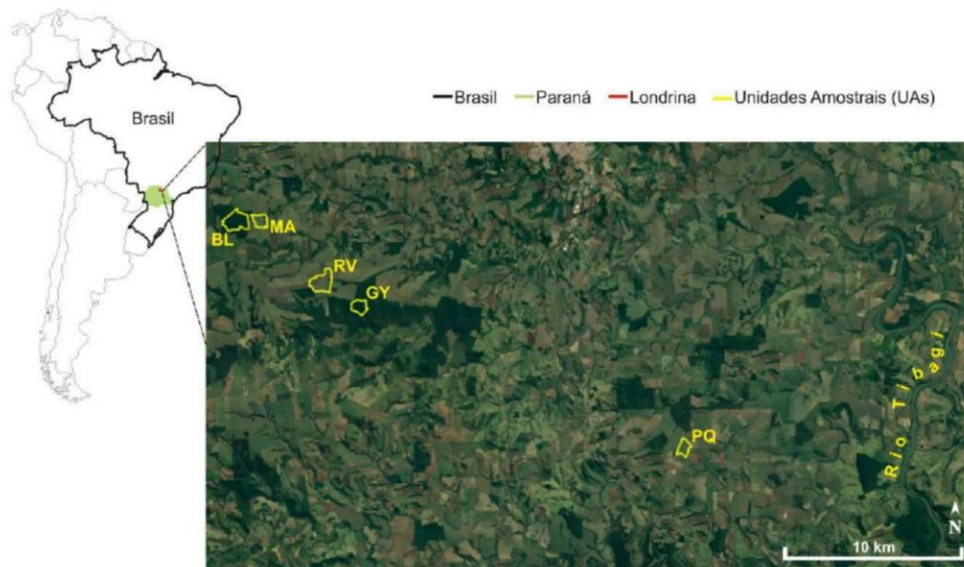 Brasil
Brasil Paraná Londrina Unidades Amostrais (UAs)
BL
MA
RV
GY
PQ
Rio Tibagi
N
10 km